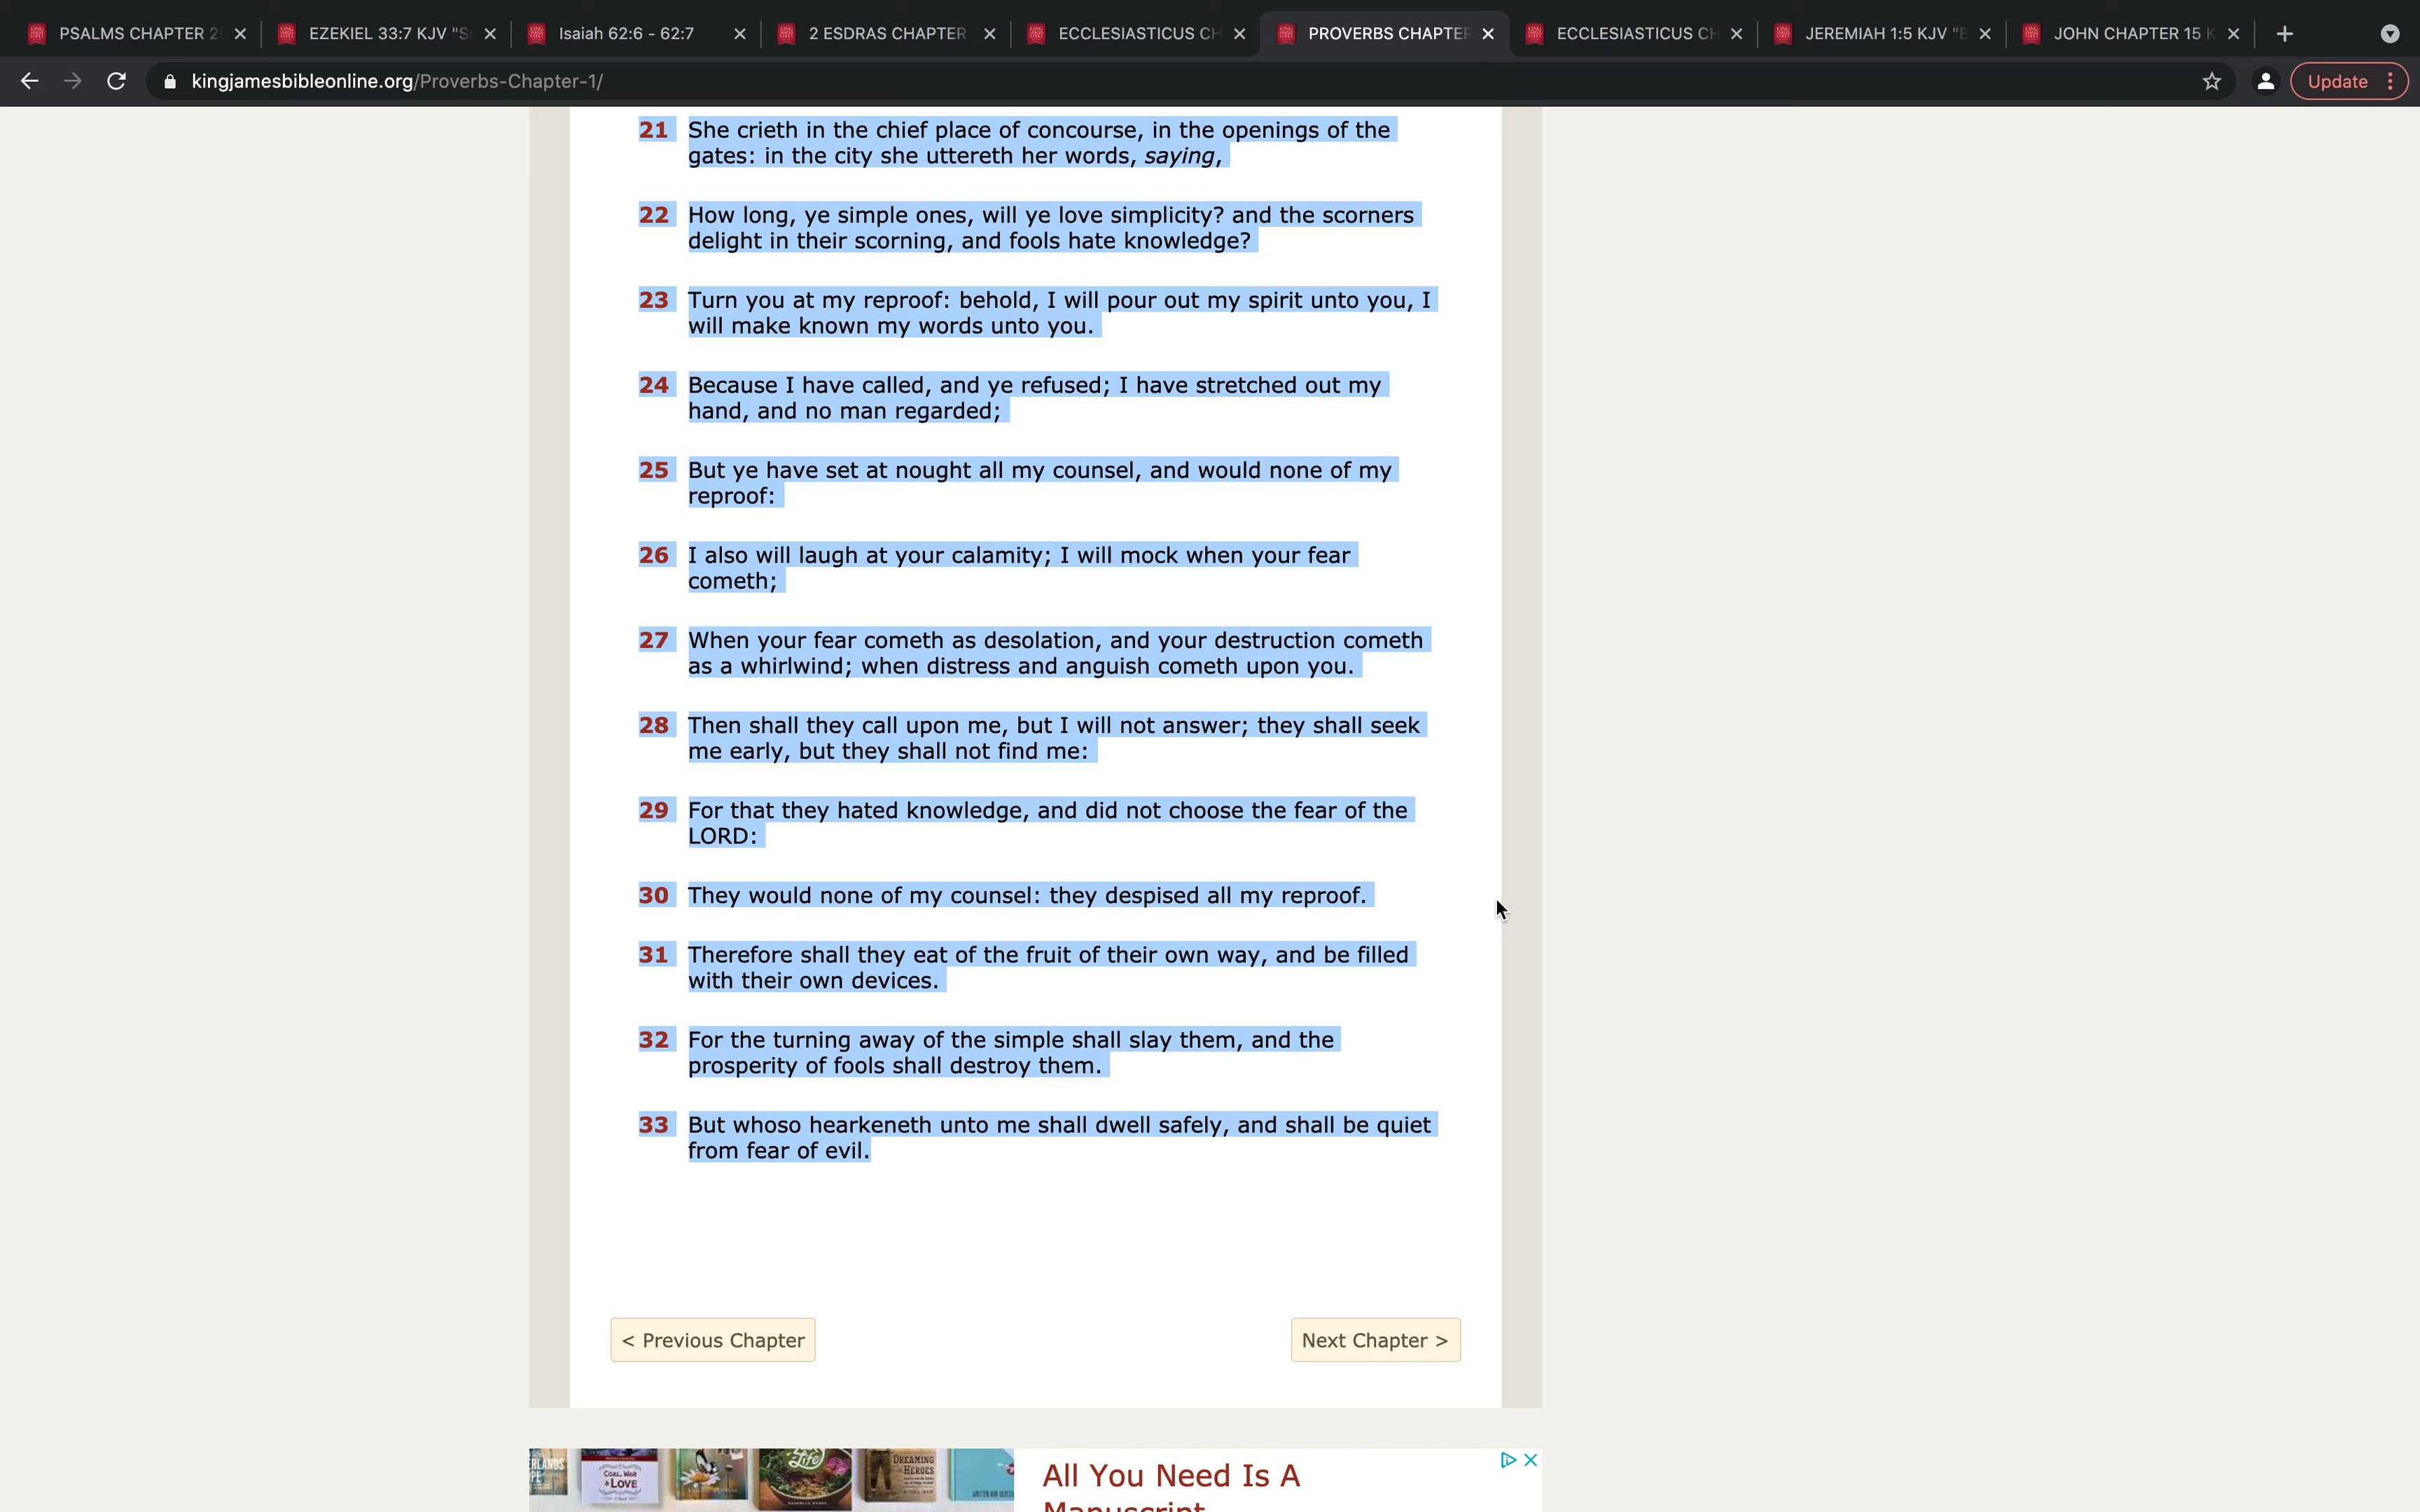 PSALMS CHAPTER 2
EZEKIEL 33:7 KJV "S
Isaiah 62:6 - 62:7
2 ESDRAS CHAPTER
ECCLESIASTICUS CH
PROVERBS CHAPTER
ECCLESIASTICUS CH
JEREMIAH 1:5 KJV "B
JOHN CHAPTER 15 K
kingjamesbibleonline.org/Proverbs-Chapter-1/
Update
21 She crieth in the chief place of concourse, in the openings of the
gates: in the city she uttereth her words, saying,
22 How long, ye simple ones, will ye love simplicity? and the scorners
delight in their scorning, and fools hate knowledge?
23 Turn you at my reproof: behold, I will pour out my spirit unto you, I
will make known my words unto you.
24 Because I have called, and ye refused; I have stretched out my
hand, and no man regarded;
25 But ye have set at nought all my counsel, and would none of my
reproof:
26 I also will laugh at your calamity; I will mock when your fear
cometh;
27 When your fear cometh as desolation, and your destruction cometh
as a whirlwind; when distress and anguish cometh upon you.
28 Then shall they call upon me, but I will not answer; they shall seek
me early, but they shall not find me:
29 For that they hated knowledge, and did not choose the fear of the
LORD:
30 They would none of my counsel: they despised all my reproof.
31 Therefore shall they eat of the fruit of their own way, and be filled
with their own devices.
32 For the turning away of the simple shall slay them, and the
prosperity of fools shall destroy them.
33 But whoso hearkeneth unto me shall dwell safely, and shall be quiet
from fear of evil.
< Previous Chapter
Next Chapter >
COAL, WAR
& LOVE
Life
DREAMING
HEROES
All You Need Is A
Manuscript